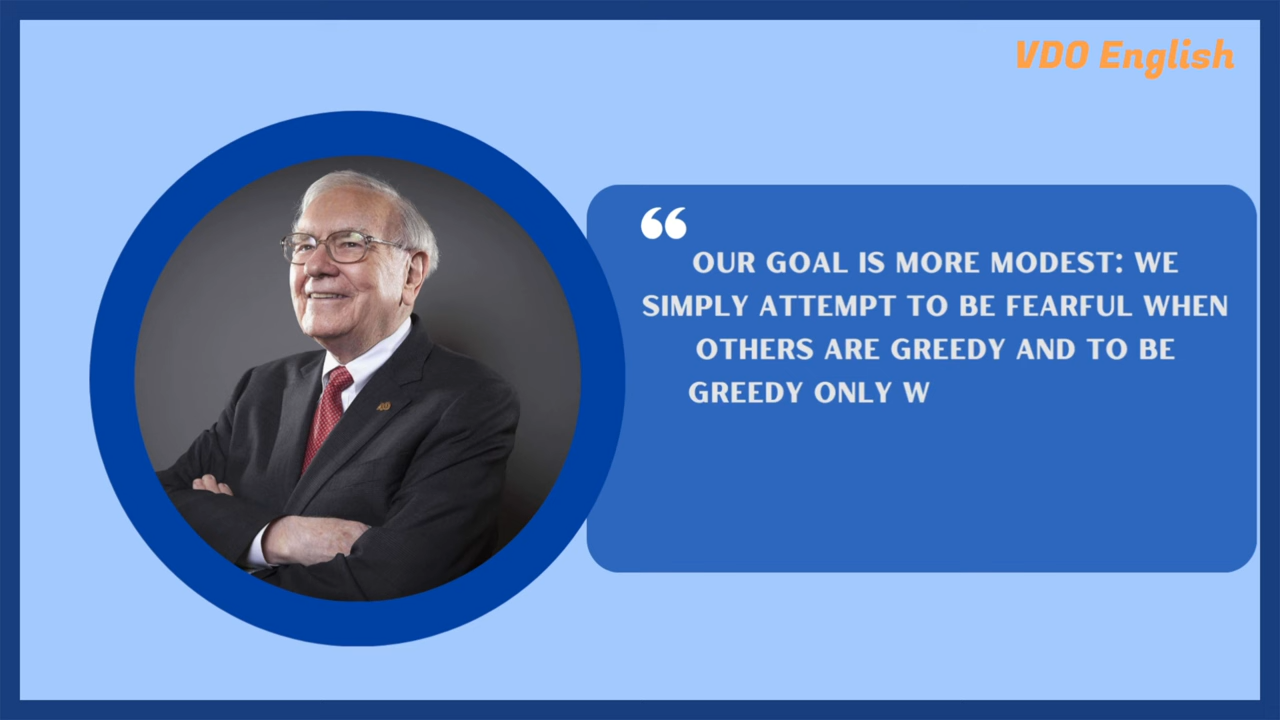 VDO English
“
OUR GOAL IS MORE MODEST: WE
SIMPLY ATTEMPT TO BE FEARFUL WHEN
OTHERS ARE GREEDY AND TO BE
GREEDY ONLY W